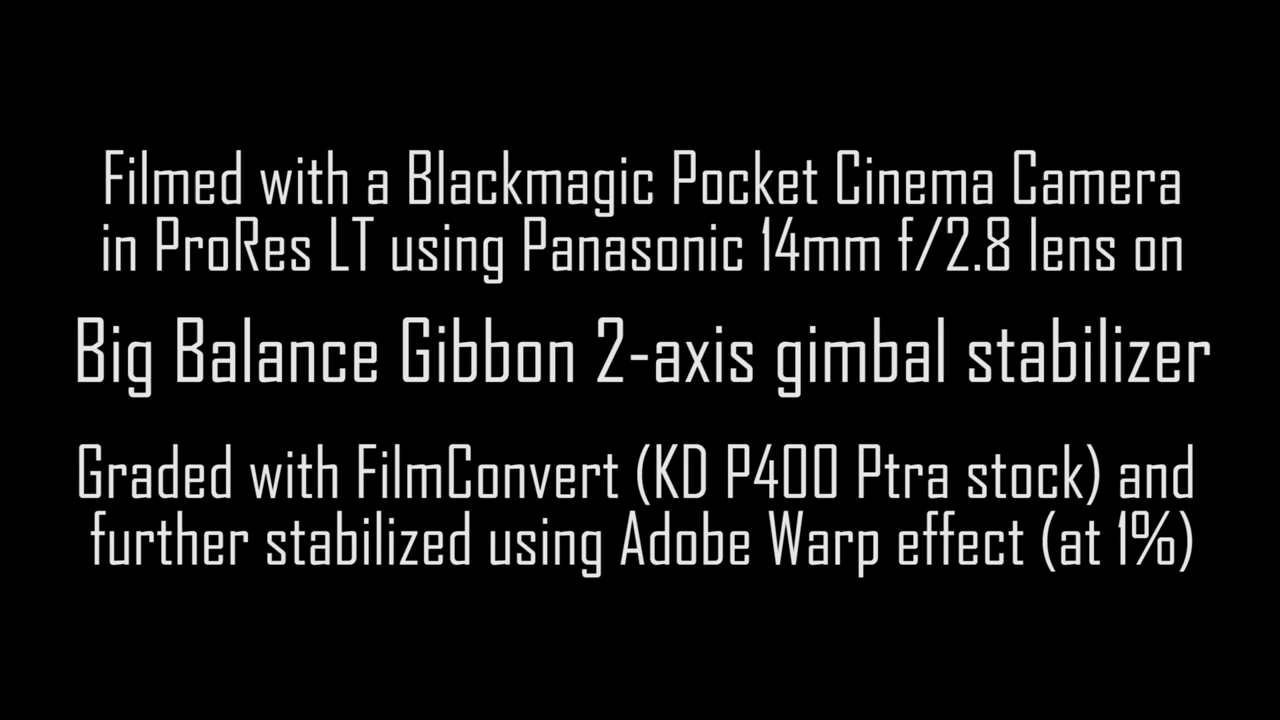 Filmed with a Blackmagic Pocket Cinema Camera
in ProRes LT using Panasonic 14mm f/2.8 lens on
Big Balance Gibbon 2-axis gimbal stabilizer
Graded with FilmConvert (KD P400 Ptra stock) and
further stabilized using Adobe Warp effect (at 1%)